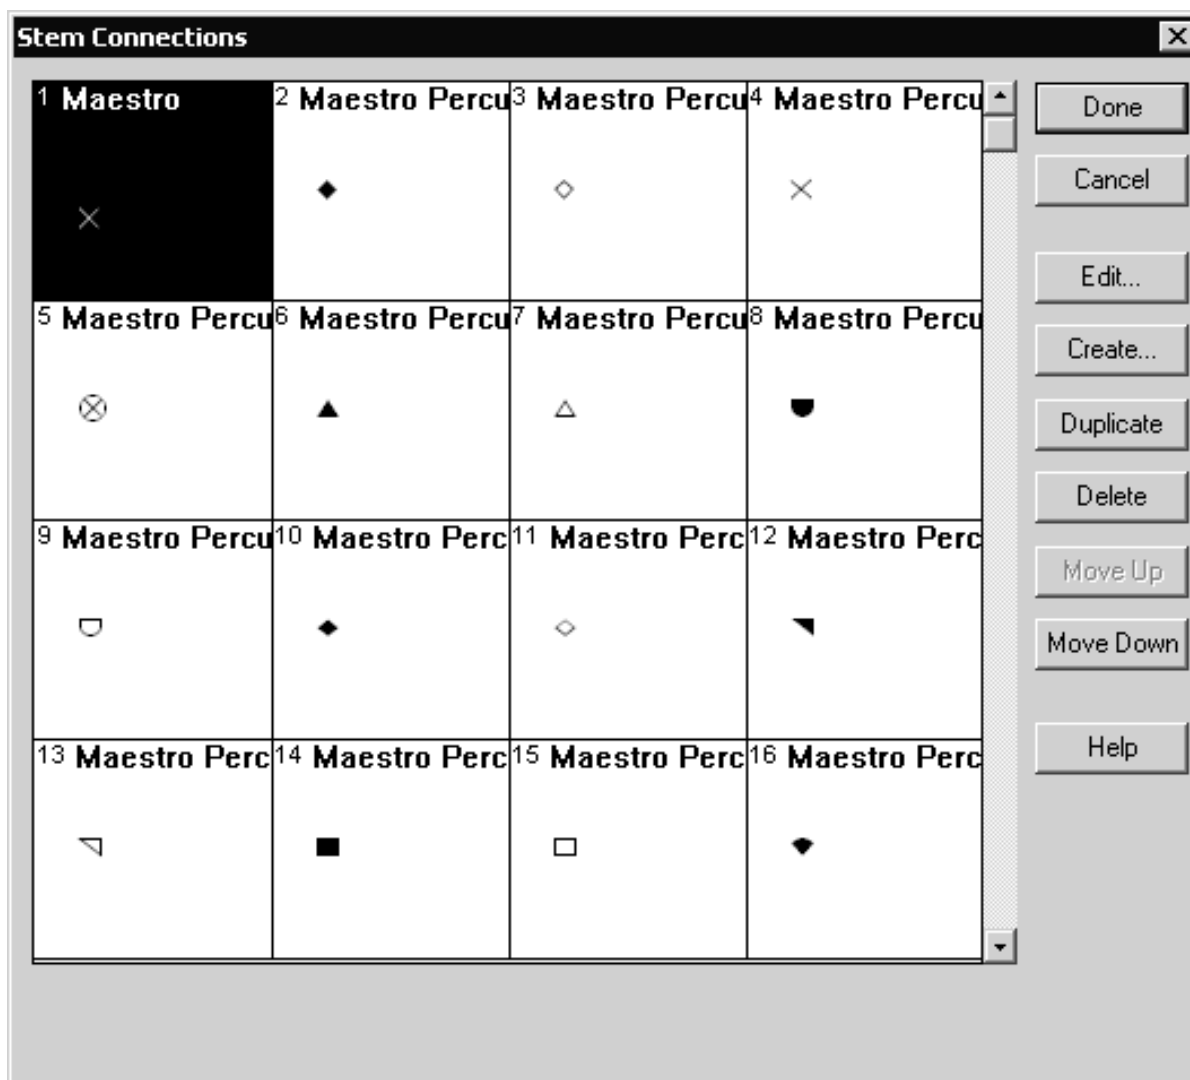 Stem Connections
1 Maestro 2 Maestro Percu 3 Maestro Percu 4 Maestro Percu
5 Maestro Percu 6 Maestro Percu 7 Maestro Percu 8 Maestro Percu
9 Maestro Percu 10 Maestro Perc 11 Maestro Perc 12 Maestro Perc
13 Maestro Perc 14 Maestro Perc 15 Maestro Perc 16 Maestro Perc
Done
Cancel
Edit...
Create...
Duplicate
Delete
Move Up
Move Down
Help